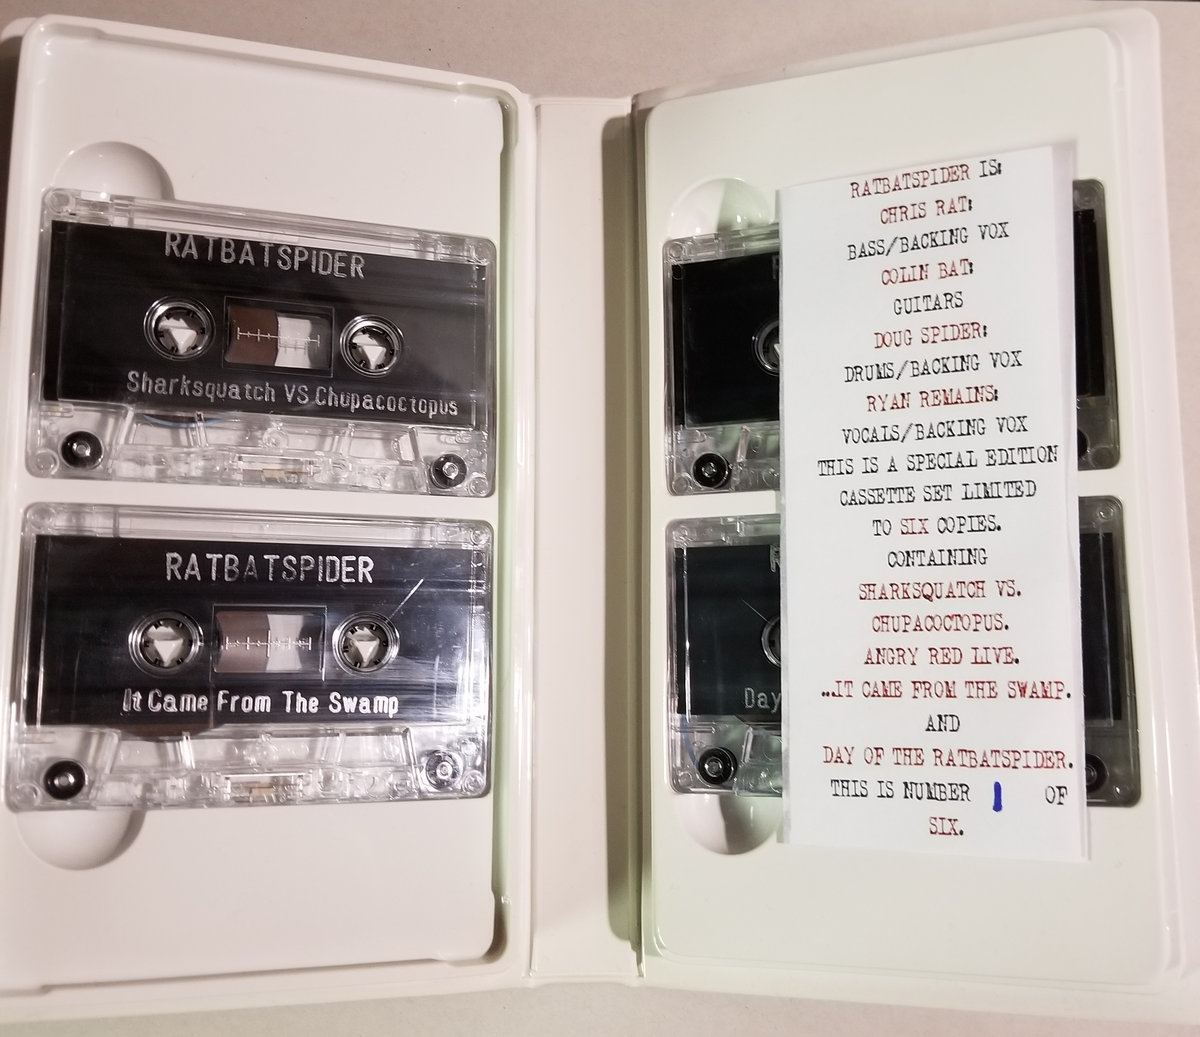 RATBATSPIDER
Sharksquatch VS Chupacoctopus
RATBATSPIDER
It Came From The Swamp
Day
RATBATSPIDER IS:
CHRIS RAT:
BASS/BACKING VOX
COLIN BAT:
GUITARS
DOUG SPIDER:
DRUMS/BACKING VOX
RYAN REMAINS:
VOCALS/BACKING VOX
THIS IS A SPECIAL EDITION
CASSETTE SET LIMITED
TO SIX COPIES.
CONTAINING
SHARKSQUATCH VS.
CHUPACOCTOPUS.
ANGRY RED LIVE.
...IT CAME FROM THE SWAMP.
AND
DAY OF THE RATBATSPIDER.
THIS IS NUMBER 1 OF
SIX.